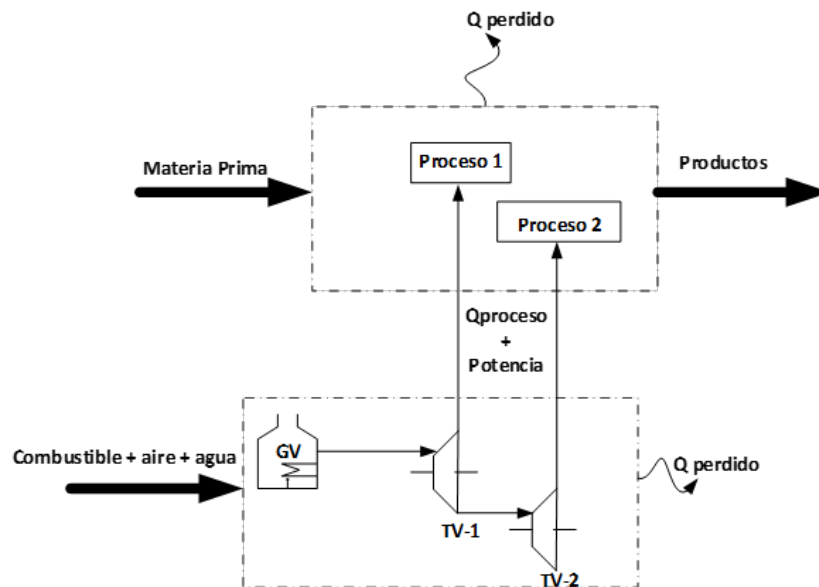 Q perdido
Proceso 1
Materia Prima
Productos
Proceso 2
Qproceso
+
Potencia
GV
Combustible + aire + agua
Q perdido
TV-1
TV-2